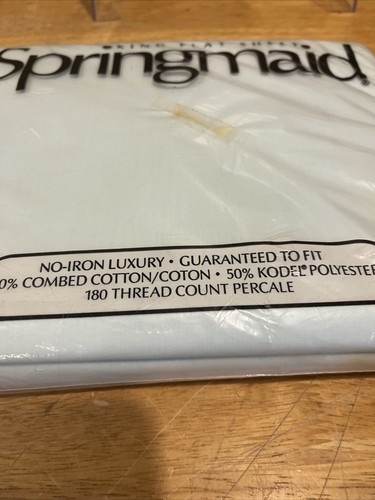 •KING FLAT SHEET•
Springmaid®
NO-IRON LUXURY • GUARANTEED TO FIT
0% COMBED COTTON/COTON • 50% KODEL® POLYESTER
180 THREAD COUNT PERCALE